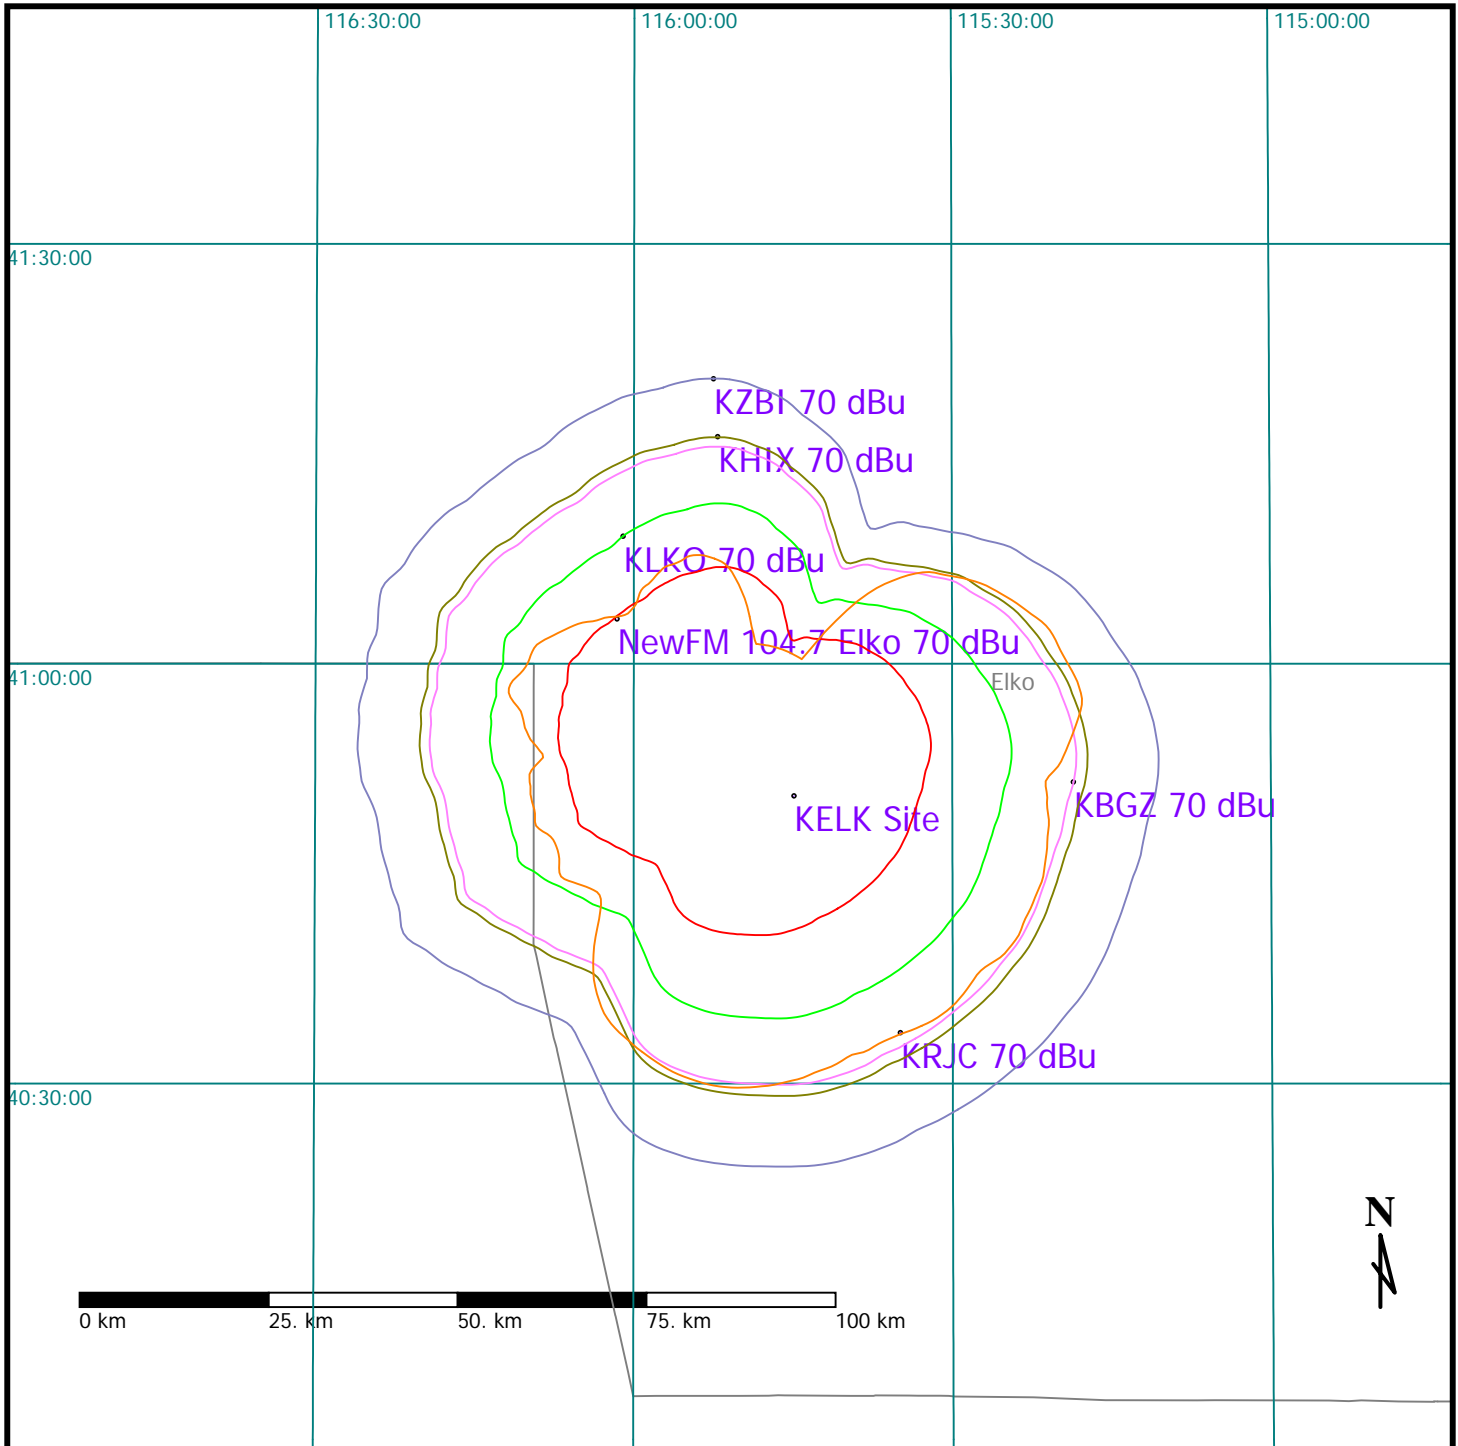 116:30:00
116:00:00
115:30:00
115:00:00
41:30:00
KZBI 70 dBu
KHIX 70 dBu
KLKO 70 dBu
NewFM 104.7 Elko 70 dBu
41:00:00
Elko
KBGZ 70 dBu
KELK Site
KRJC 70 dBu
40:30:00
N
0 km 25. km 50. km 75. km 100 km